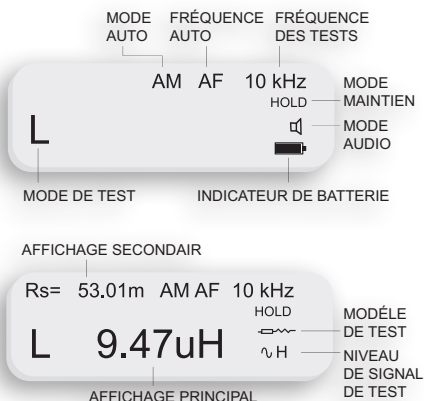 MODE AUTO
FRÉQUENCE AUTO
FRÉQUENCE DES TESTS
AM AF 10 kHz
HOLD
MODE MAINTIEN
L
MODE AUDIO
MODE DE TEST
INDICATEUR DE BATTERIE
AFFICHAGE SECONDAIR
Rs= 53.01m AM AF 10 kHz
HOLD
MODÉLE DE TEST
L 9.47uH
∿ H
NIVEAU DE SIGNAL DE TEST
AFFICHAGE PRINCIPAL